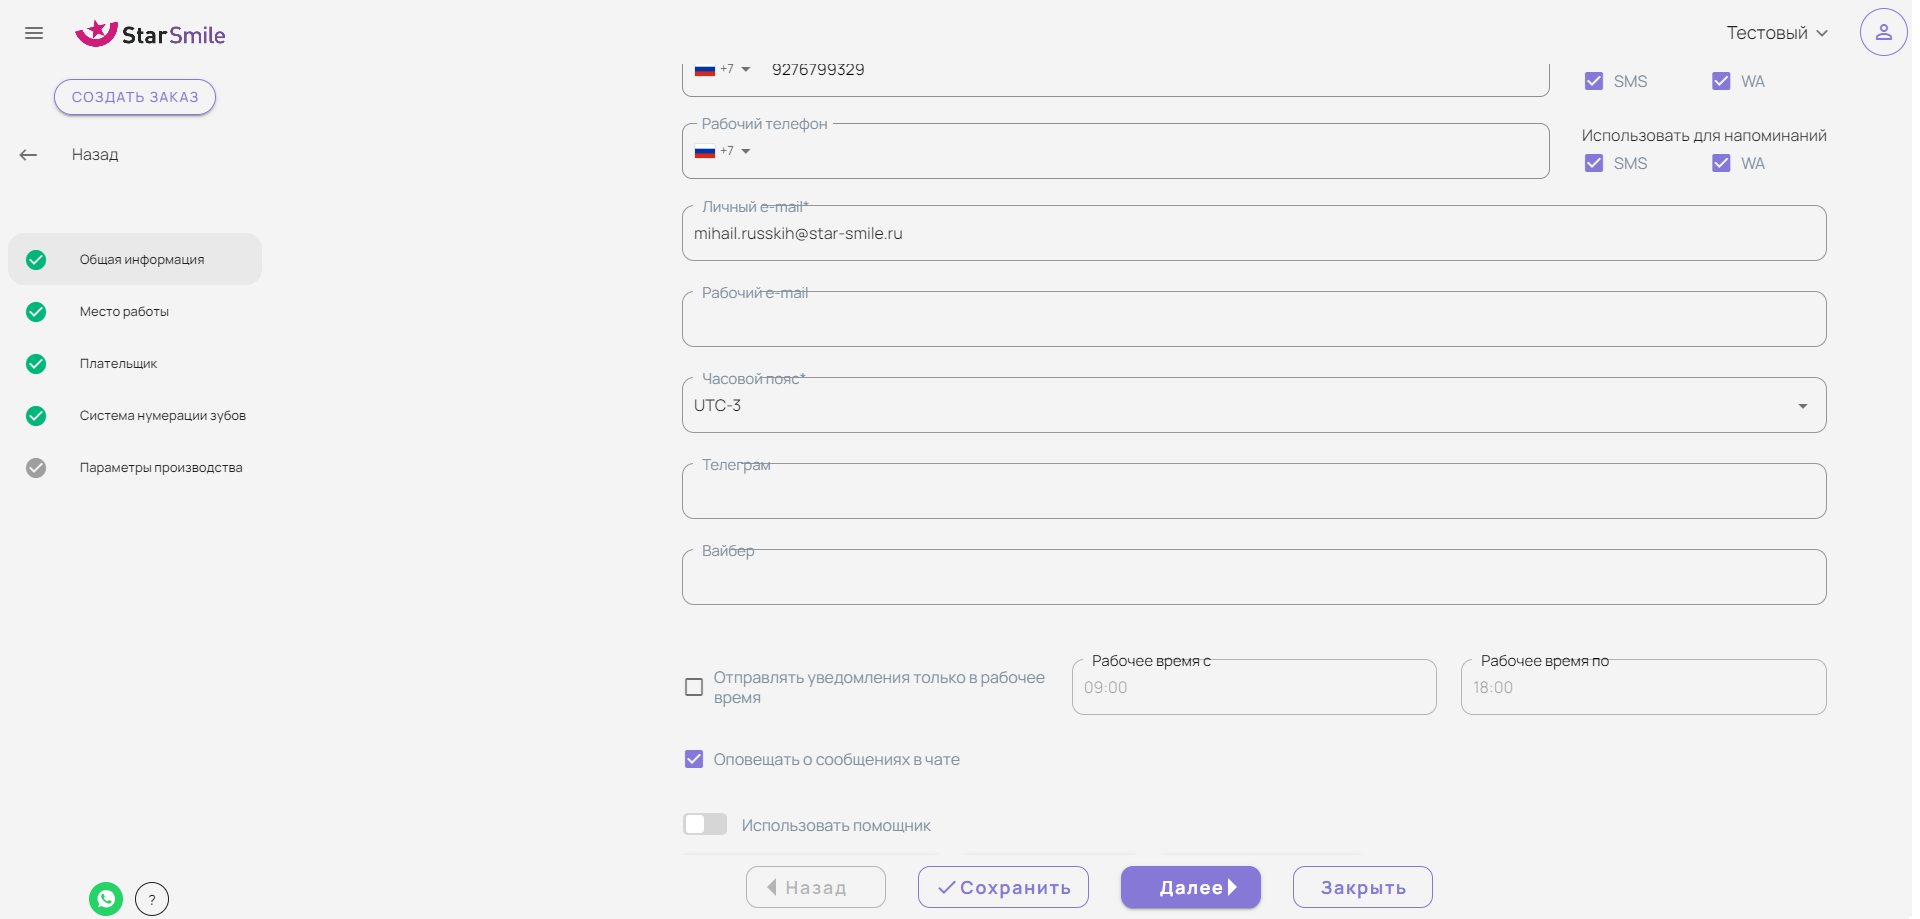 StarSmile
Тестовый
СОЗДАТЬ ЗАКАЗ
Назад
Общая информация
Место работы
Плательщик
Система нумерации зубов
Параметры производства
+7 9276799329
SMS WA
Рабочий телефон
+7
Использовать для напоминаний
SMS WA
Личный e-mail*
mihail.russkih@star-smile.ru
Рабочий e-mail
Часовой пояс*
UTC-3
Телеграм
Вайбер
Отправлять уведомления только в рабочее
время
Рабочее время с
09:00
Рабочее время по
18:00
Оповещать о сообщениях в чате
Использовать помощник
Назад
Сохранить
Далее
Закрыть
?